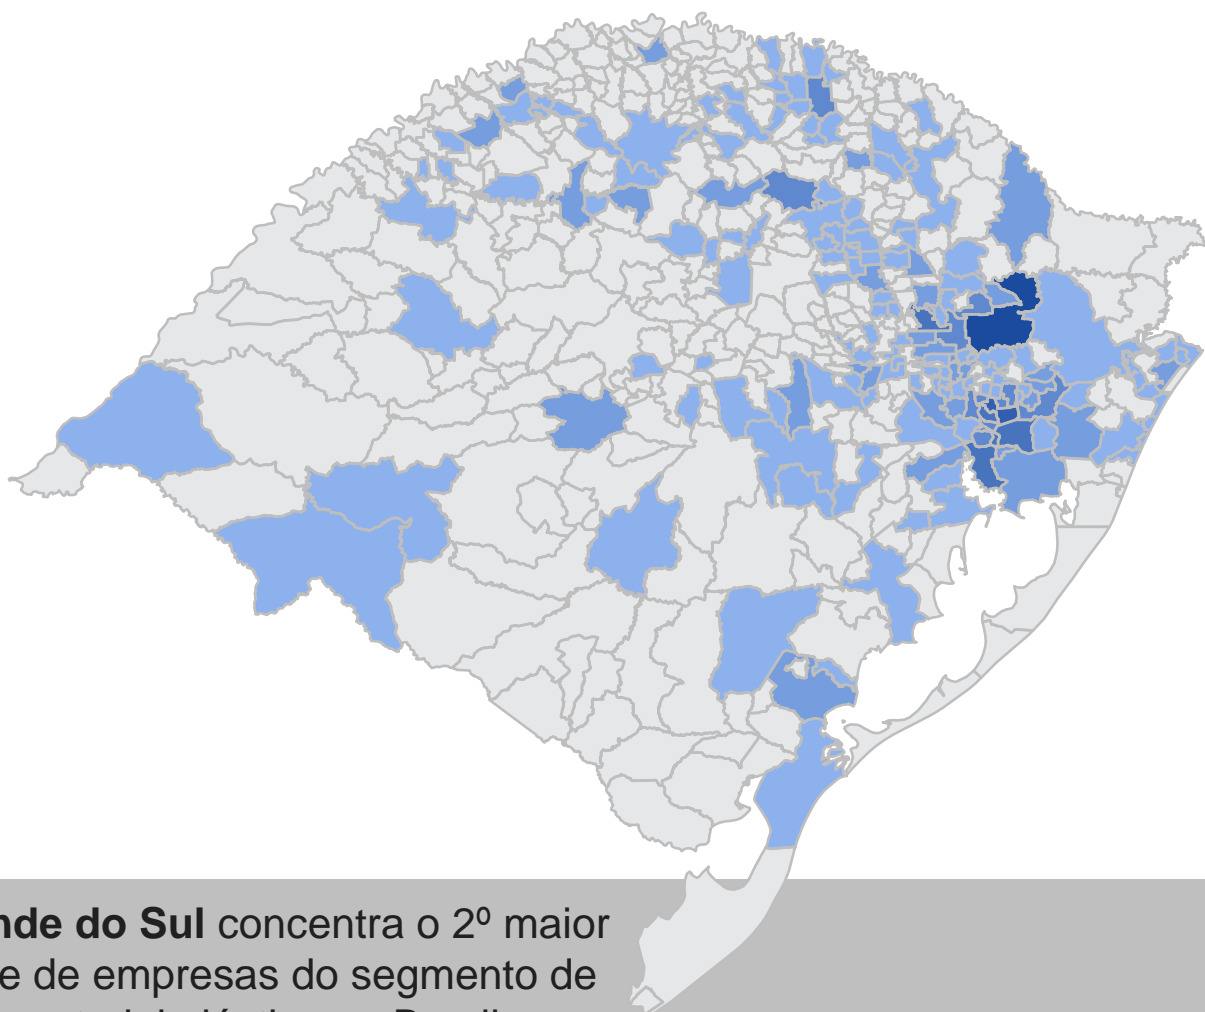 nde do Sul concentra o 2º maior
e de empresas do segmento de